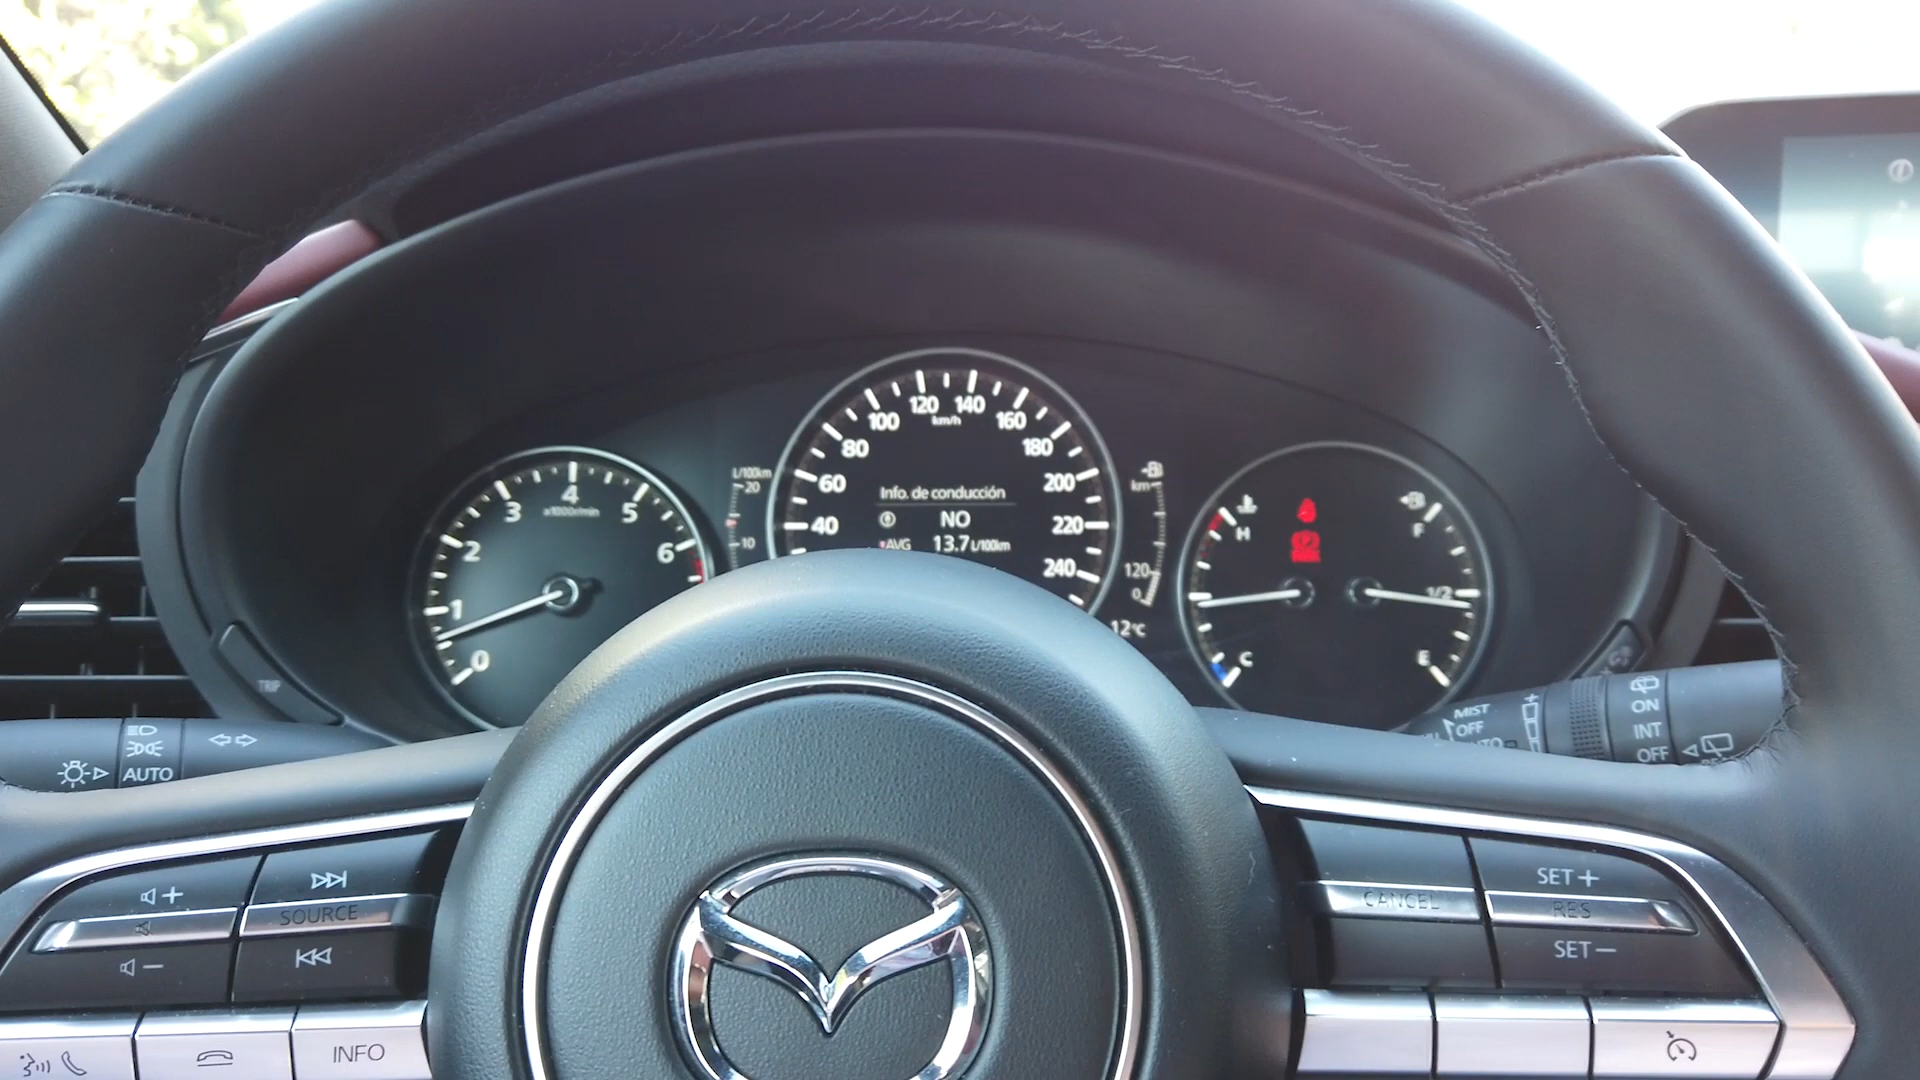 120 140
100 km/h 160
80 180
60 200
40 220
240
Info. de conducción
NO
AVG 13.7 L/100km
L/100km
20
10
4
3 x1000r/min 5
2 6
1
0
km
120
0
12°C
H F
1/2
C E
TRIP
AUTO
MIST
OFF
ON
INT
OFF
+
SOURCE
−
INFO
CANCEL
SET+
RES
SET−